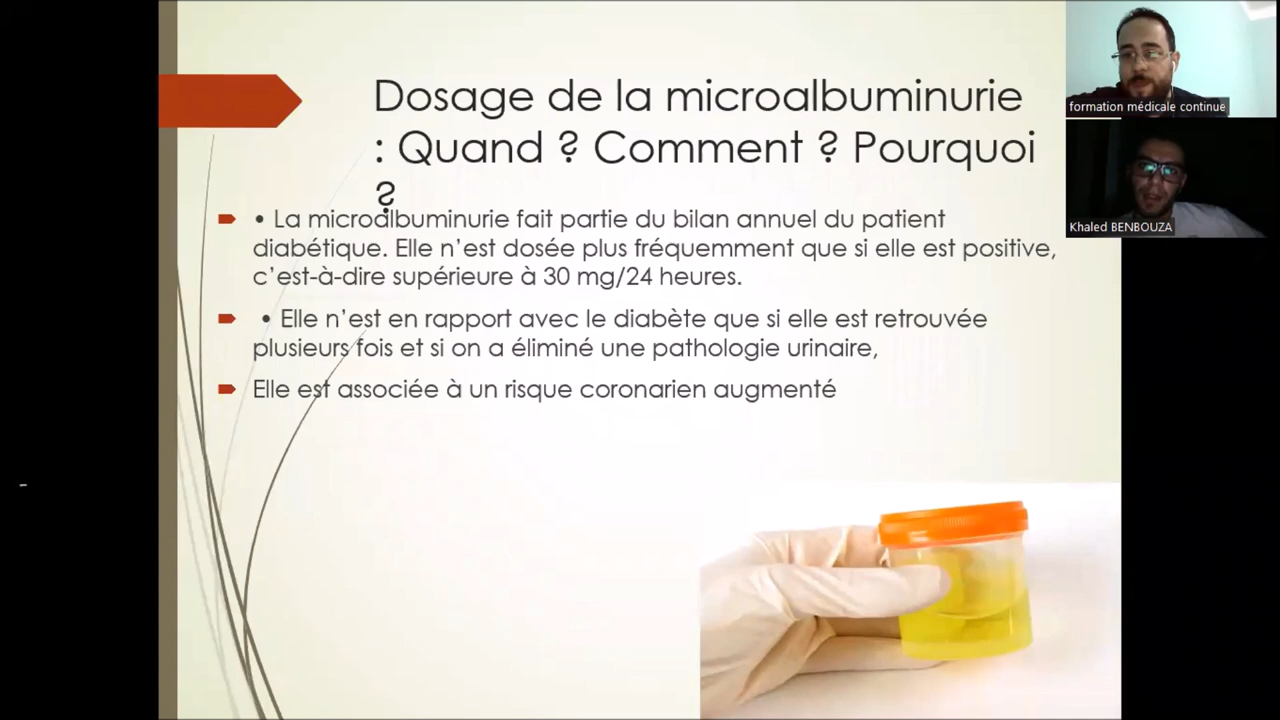 Dosage de la microalbuminurie
: Quand ? Comment ? Pourquoi
?
• La microalbuminurie fait partie du bilan annuel du patient
diabétique. Elle n’est dosée plus fréquemment que si elle est positive,
c’est-à-dire supérieure à 30 mg/24 heures.
• Elle n’est en rapport avec le diabète que si elle est retrouvée
plusieurs fois et si on a éliminé une pathologie urinaire,
Elle est associée à un risque coronarien augmenté
formation médicale continue
Khaled BENBOUZA